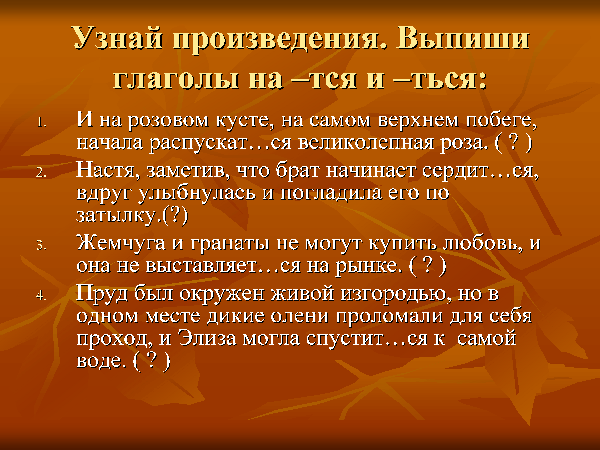 Узнай произведения. Выпиши
глаголы на –тся и –ться:
1. И на розовом кусте, на самом верхнем побеге,
начала распускат…ся великолепная роза. ( ? )
2. Настя, заметив, что брат начинает сердит…ся,
вдруг улыбнулась и погладила его по
затылку.(?)
3. Жемчуга и гранаты не могут купить любовь, и
она не выставляет…ся на рынке. ( ? )
4. Пруд был окружен живой изгородью, но в
одном месте дикие олени проломали для себя
проход, и Элиза могла спустит…ся к  самой
воде. ( ? )